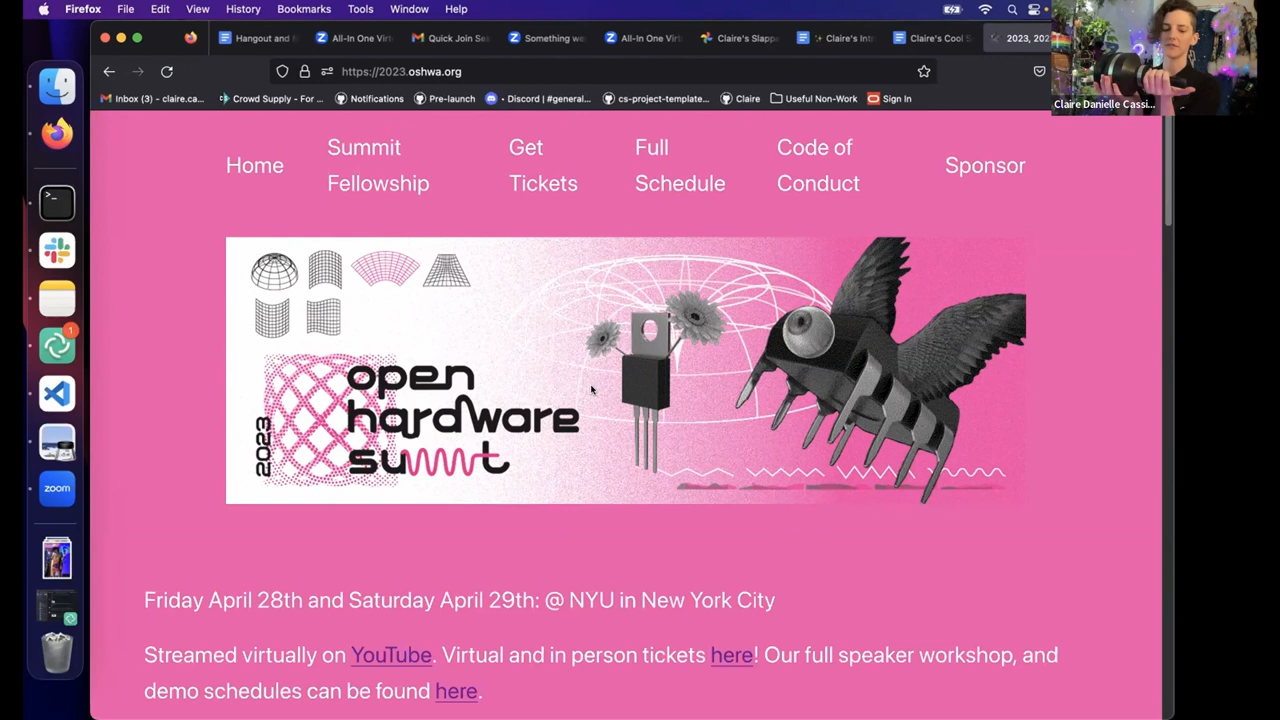 Firefox File Edit View History Bookmarks Tools Window Help
Hangout and
All-In One Virt
Quick Join Se
Something we
All-In One Virt
Claire's Slapp
Claire's Int
Claire's Cool S
2023, 202
https://2023.oshwa.org
Inbox (3) - claire.ca...
Crowd Supply - For ...
Notifications
Pre-launch
Discord | #general...
cs-project-template...
Claire
Useful Non-Work
Sign In
Claire Danielle Cassi...
Home
Summit Fellowship
Get Tickets
Full Schedule
Code of Conduct
Sponsor
2023
open
hardware
summit
1
zoom
Friday April 28th and Saturday April 29th: @ NYU in New York City
Streamed virtually on YouTube. Virtual and in person tickets here! Our full speaker workshop, and
demo schedules can be found here.